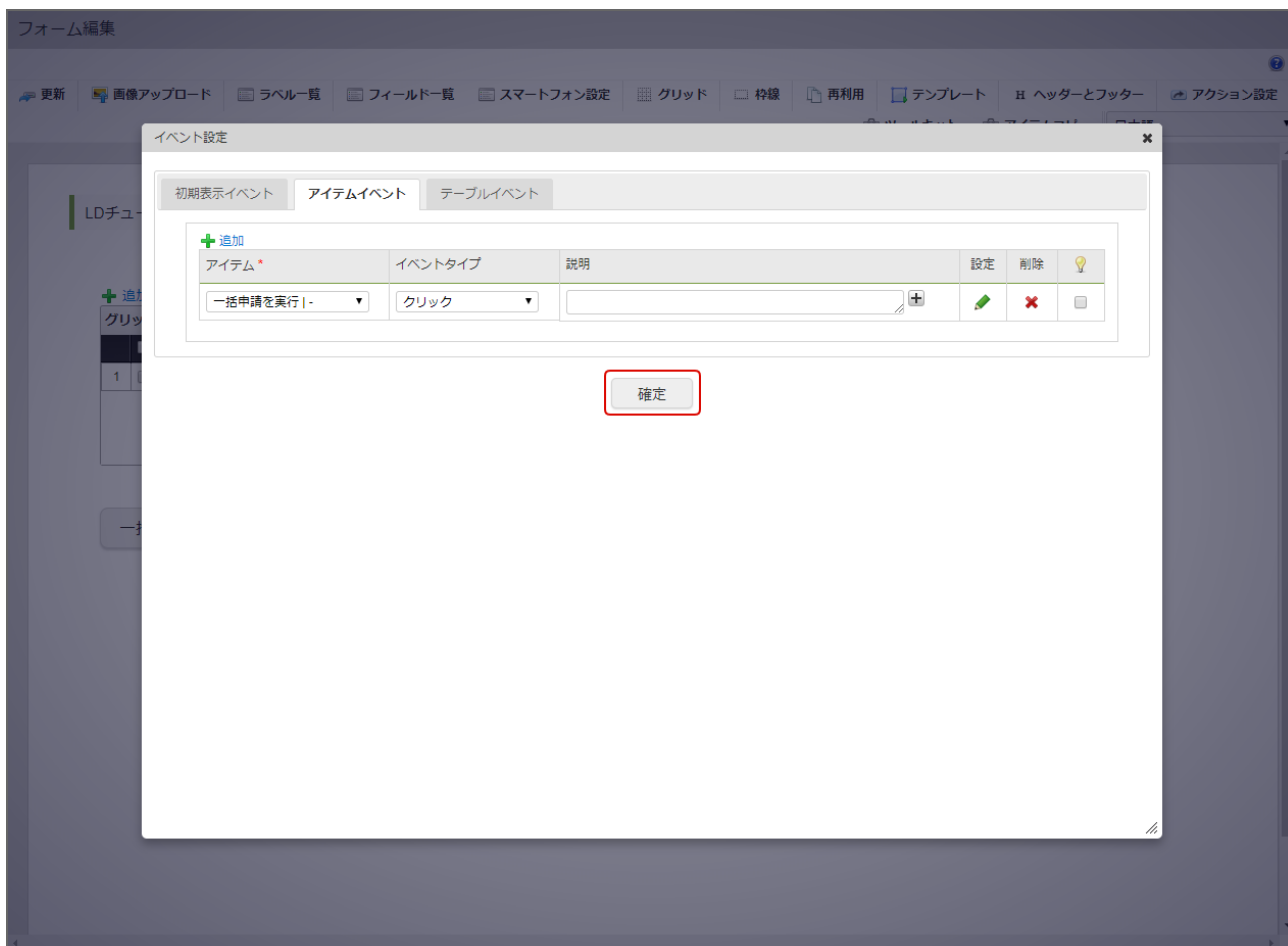 フォーム編集
更新 画像アップロード ラベル一覧 フィールド一覧 スマートフォン設定 グリッド 枠線 再利用 テンプレート H ヘッダーとフッター アクション設定
イベント設定
初期表示イベント アイテムイベント テーブルイベント
LDチュー
追加
アイテム * イベントタイプ 説明 設定 削除
一括申請を実行 | - クリック
追加
グリッ
1
確定
一括